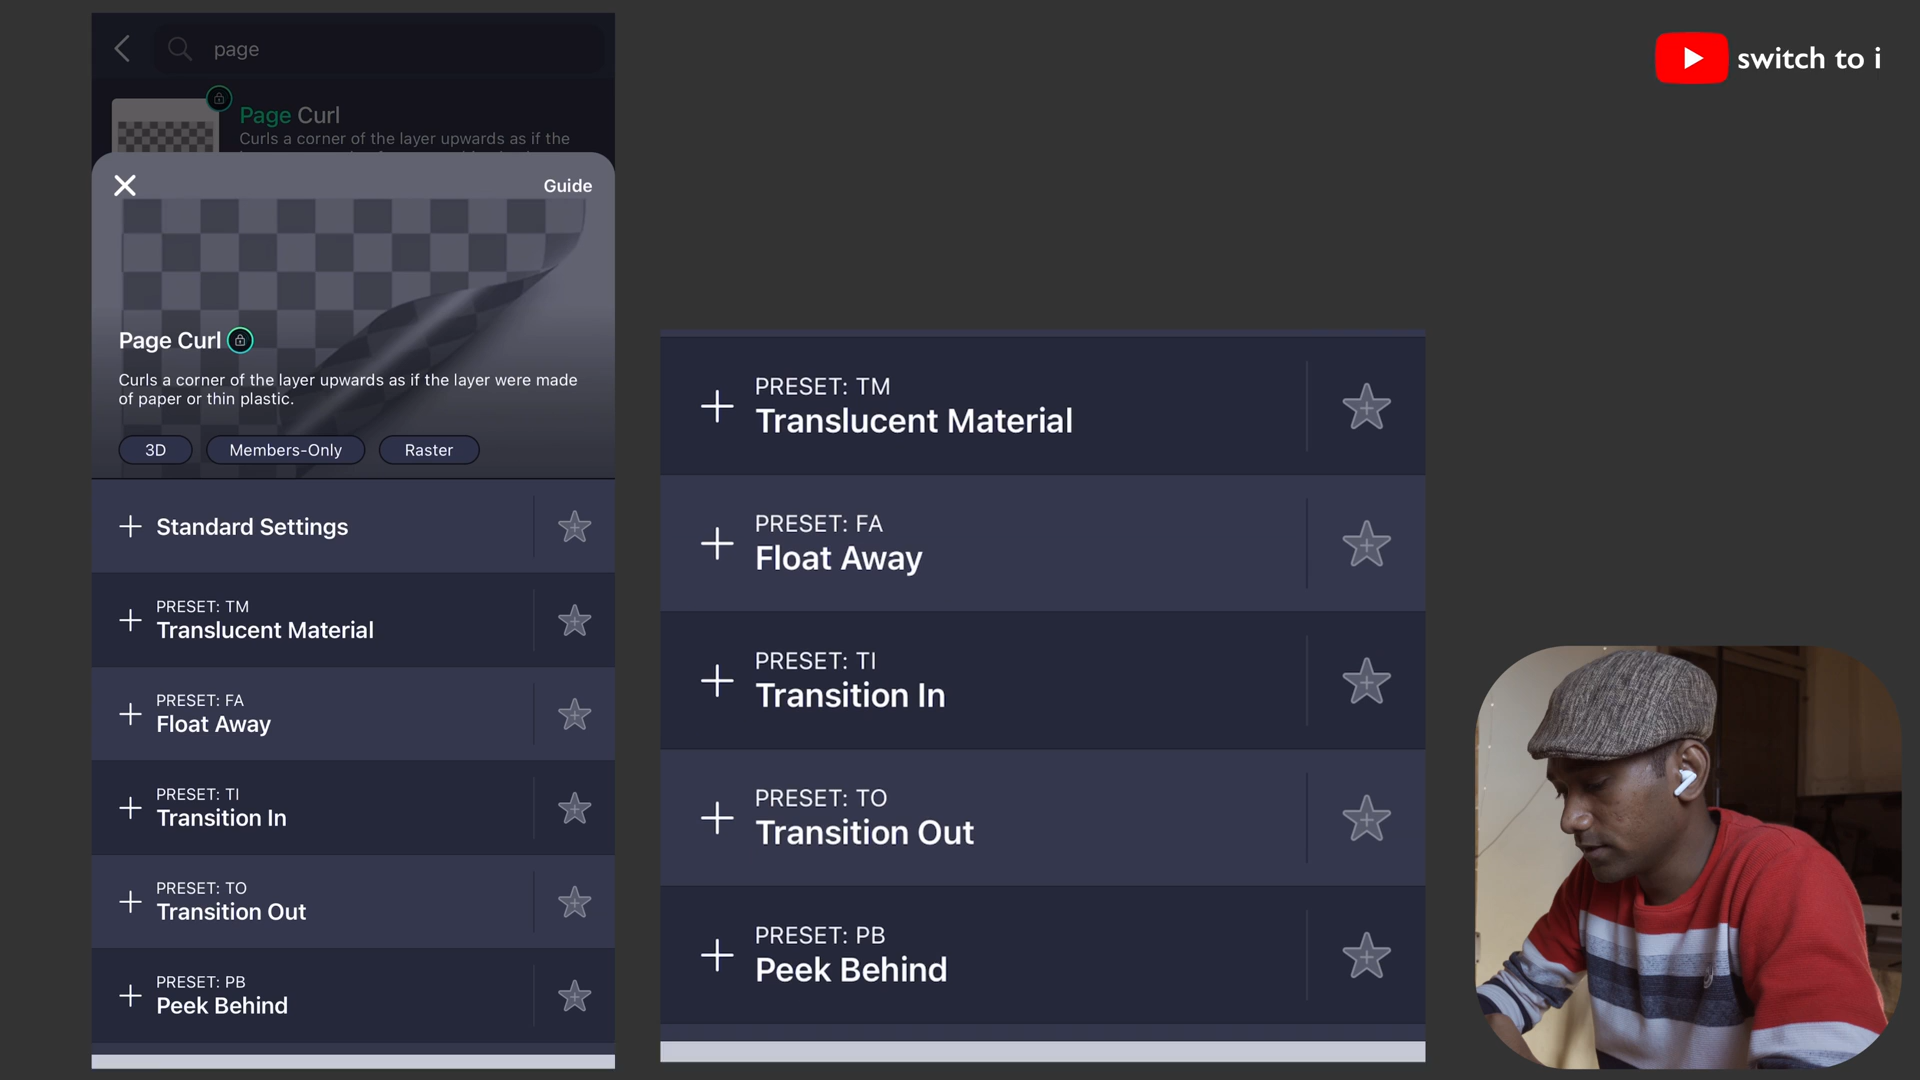 page
Page Curl
Curls a corner of the layer upwards as if the
Guide
Page Curl
Curls a corner of the layer upwards as if the layer were made
of paper or thin plastic.
3D
Members-Only
Raster
Standard Settings
PRESET: TM
Translucent Material
PRESET: FA
Float Away
PRESET: TI
Transition In
PRESET: TO
Transition Out
PRESET: PB
Peek Behind
PRESET: TM
Translucent Material
PRESET: FA
Float Away
PRESET: TI
Transition In
PRESET: TO
Transition Out
PRESET: PB
Peek Behind
switch to i